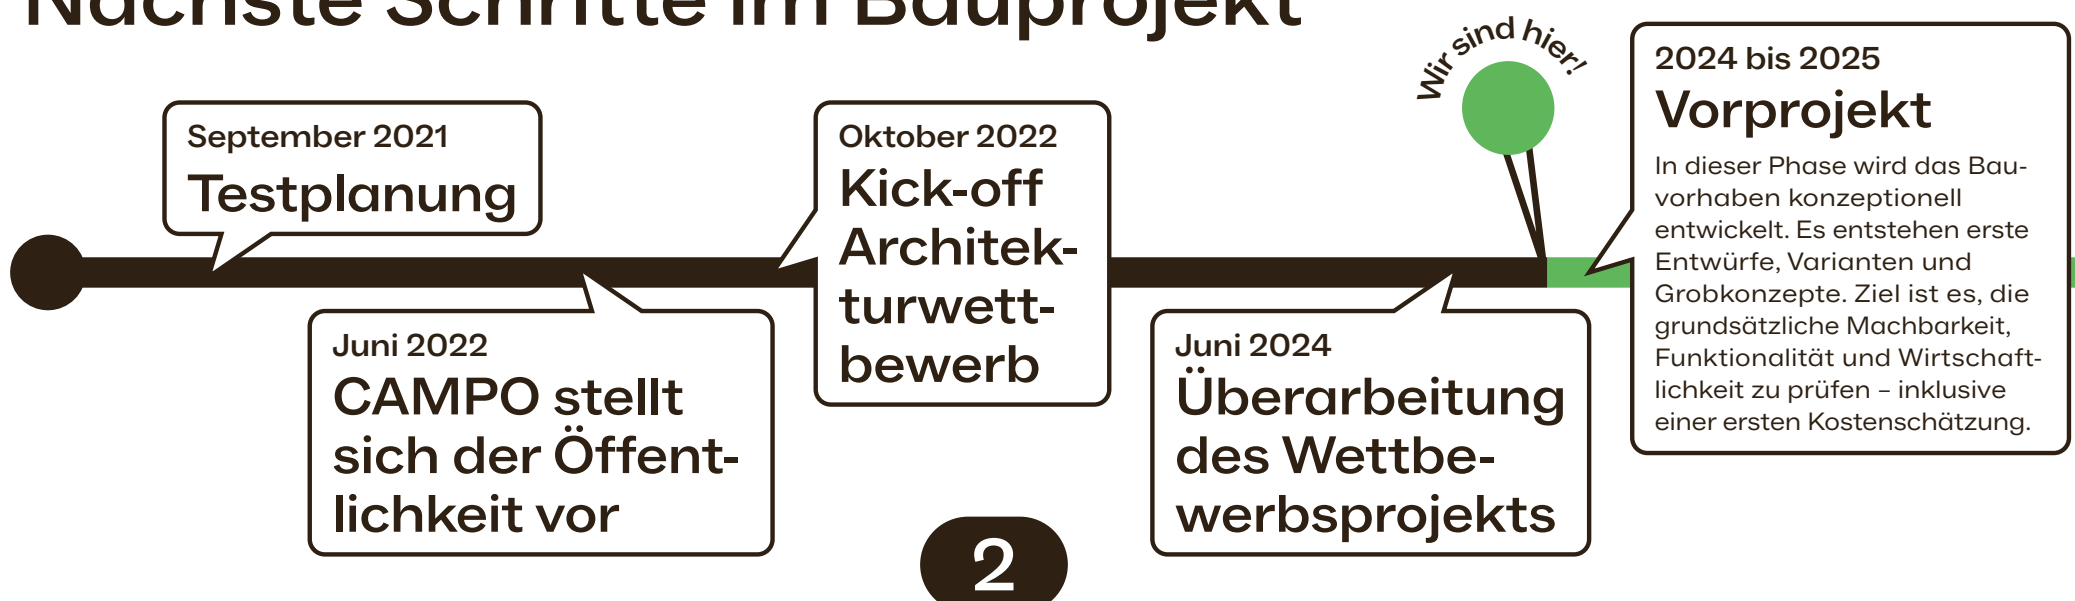 Nächste Schritte im Bauprojekt
September 2021
Testplanung
Juni 2022
CAMPO stellt
sich der Öffent-
lichkeit vor
Oktober 2022
Kick-off
Architek-
turwett-
bewerb
Juni 2024
Überarbeitung
des Wettbe-
werbsprojekts
Wir sind hier!
2024 bis 2025
Vorprojekt
In dieser Phase wird das Bau-
vorhaben konzeptionell
entwickelt. Es entstehen erste
Entwürfe, Varianten und
Grobkonzepte. Ziel ist es, die
grundsätzliche Machbarkeit,
Funktionalität und Wirtschaft-
lichkeit zu prüfen – inklusive
einer ersten Kostenschätzung.
2